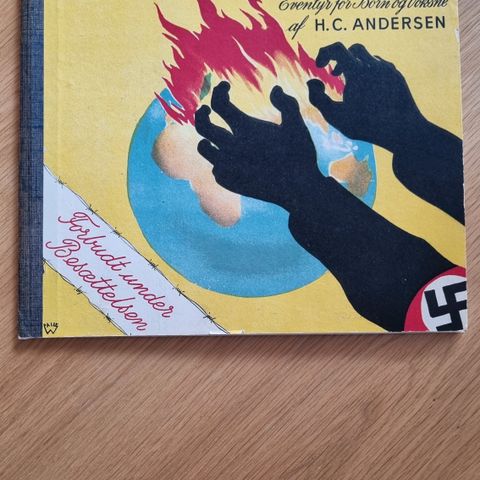 Eventyr for Børn og Voksne
af H.C. ANDERSEN
Forbudt under
Besættelsen